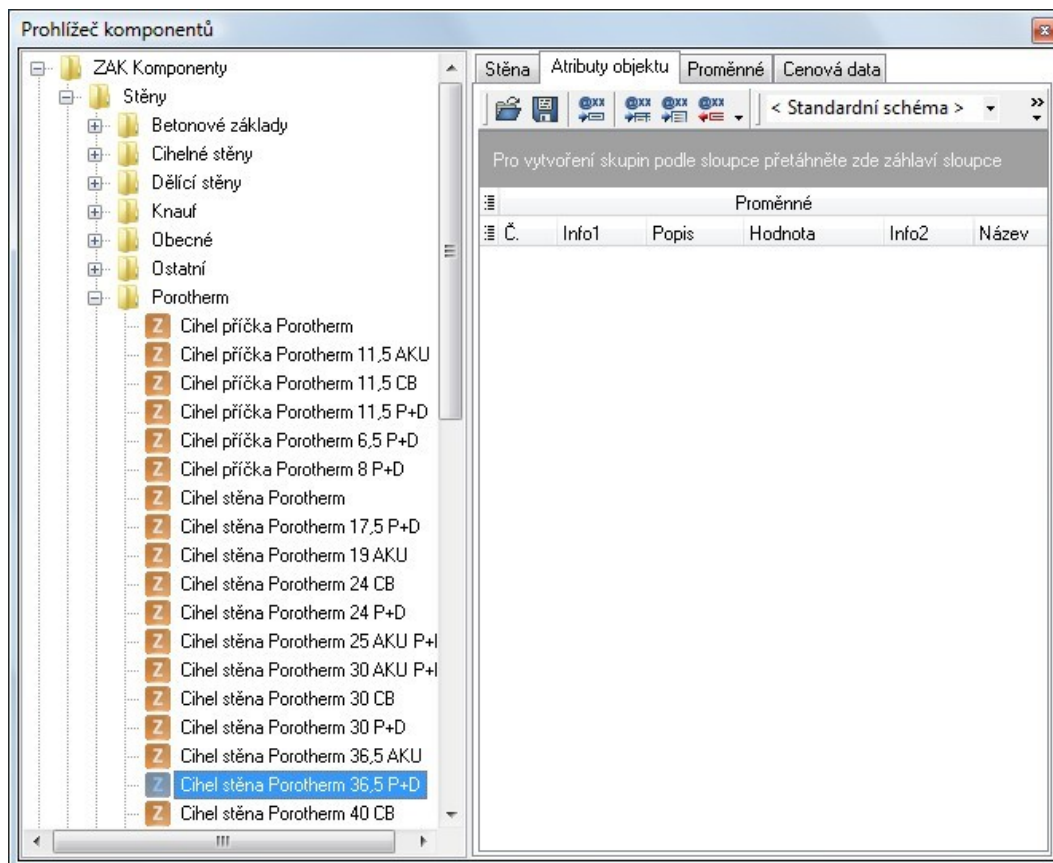 Prohlížeč komponentů
ZAK Komponenty
Stěny
Betonové základy
Cihelné stěny
Dělící stěny
Knauf
Obecné
Ostatní
Porotherm
Cihel příčka Porotherm
Cihel příčka Porotherm 11,5 AKU
Cihel příčka Porotherm 11,5 CB
Cihel příčka Porotherm 11,5 P+D
Cihel příčka Porotherm 6,5 P+D
Cihel příčka Porotherm 8 P+D
Cihel stěna Porotherm
Cihel stěna Porotherm 17,5 P+D
Cihel stěna Porotherm 19 AKU
Cihel stěna Porotherm 24 CB
Cihel stěna Porotherm 24 P+D
Cihel stěna Porotherm 25 AKU P+
Cihel stěna Porotherm 30 AKU P+
Cihel stěna Porotherm 30 CB
Cihel stěna Porotherm 30 P+D
Cihel stěna Porotherm 36,5 AKU
Cihel stěna Porotherm 36,5 P+D
Cihel stěna Porotherm 40 CB
Stěna Atributy objektu Proměnné Cenová data
@xx @xx @xx @xx < Standardní schéma >
Pro vytvoření skupin podle sloupce přetáhněte zde záhlaví sloupce
Proměnné
Č. Info1 Popis Hodnota Info2 Název